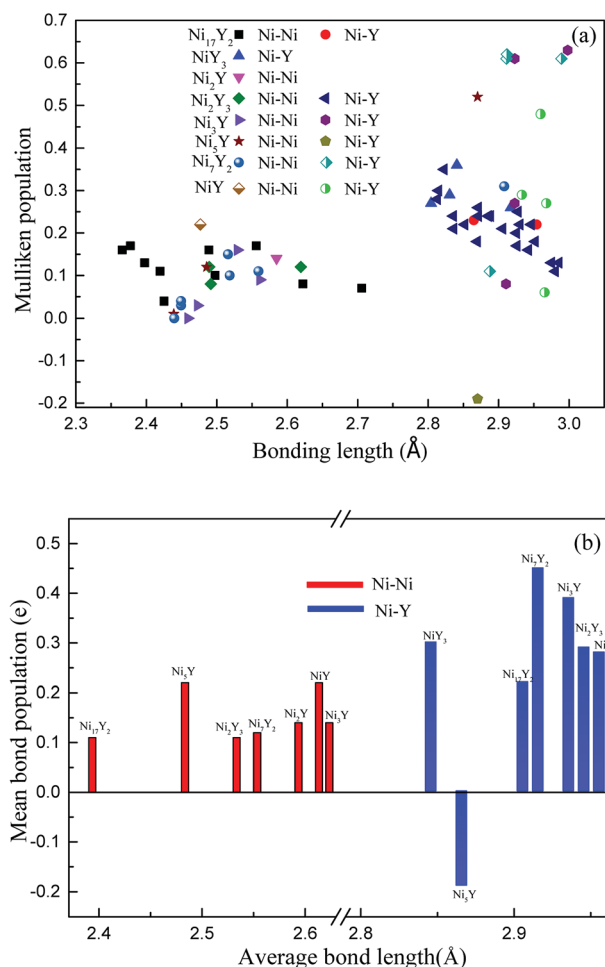 (a)
Ni17Y2 Ni-Ni Ni-Y
NiY3 Ni-Y
Ni2Y Ni-Ni
Ni2Y3 Ni-Ni Ni-Y
Ni3Y Ni-Ni Ni-Y
Ni5Y Ni-Ni Ni-Y
Ni7Y2 Ni-Ni Ni-Y
NiY Ni-Ni Ni-Y
Mulliken population
0.7
0.6
0.5
0.4
0.3
0.2
0.1
0.0
-0.1
-0.2
2.3 2.4 2.5 2.6 2.7 2.8 2.9 3.0
Bonding length (Å)
(b)
Ni-Ni
Ni-Y
Mean bond population (e)
0.5
0.4
0.3
0.2
0.1
0.0
-0.1
-0.2
Ni17Y2
Ni5Y
Ni2Y3
Ni7Y2
Ni2Y
NiY
Ni3Y
NiY3
Ni5Y
Ni17Y2
Ni7Y2
Ni3Y
Ni2Y3
Ni
2.4 2.5 2.6 2.8 2.9
Average bond length(Å)